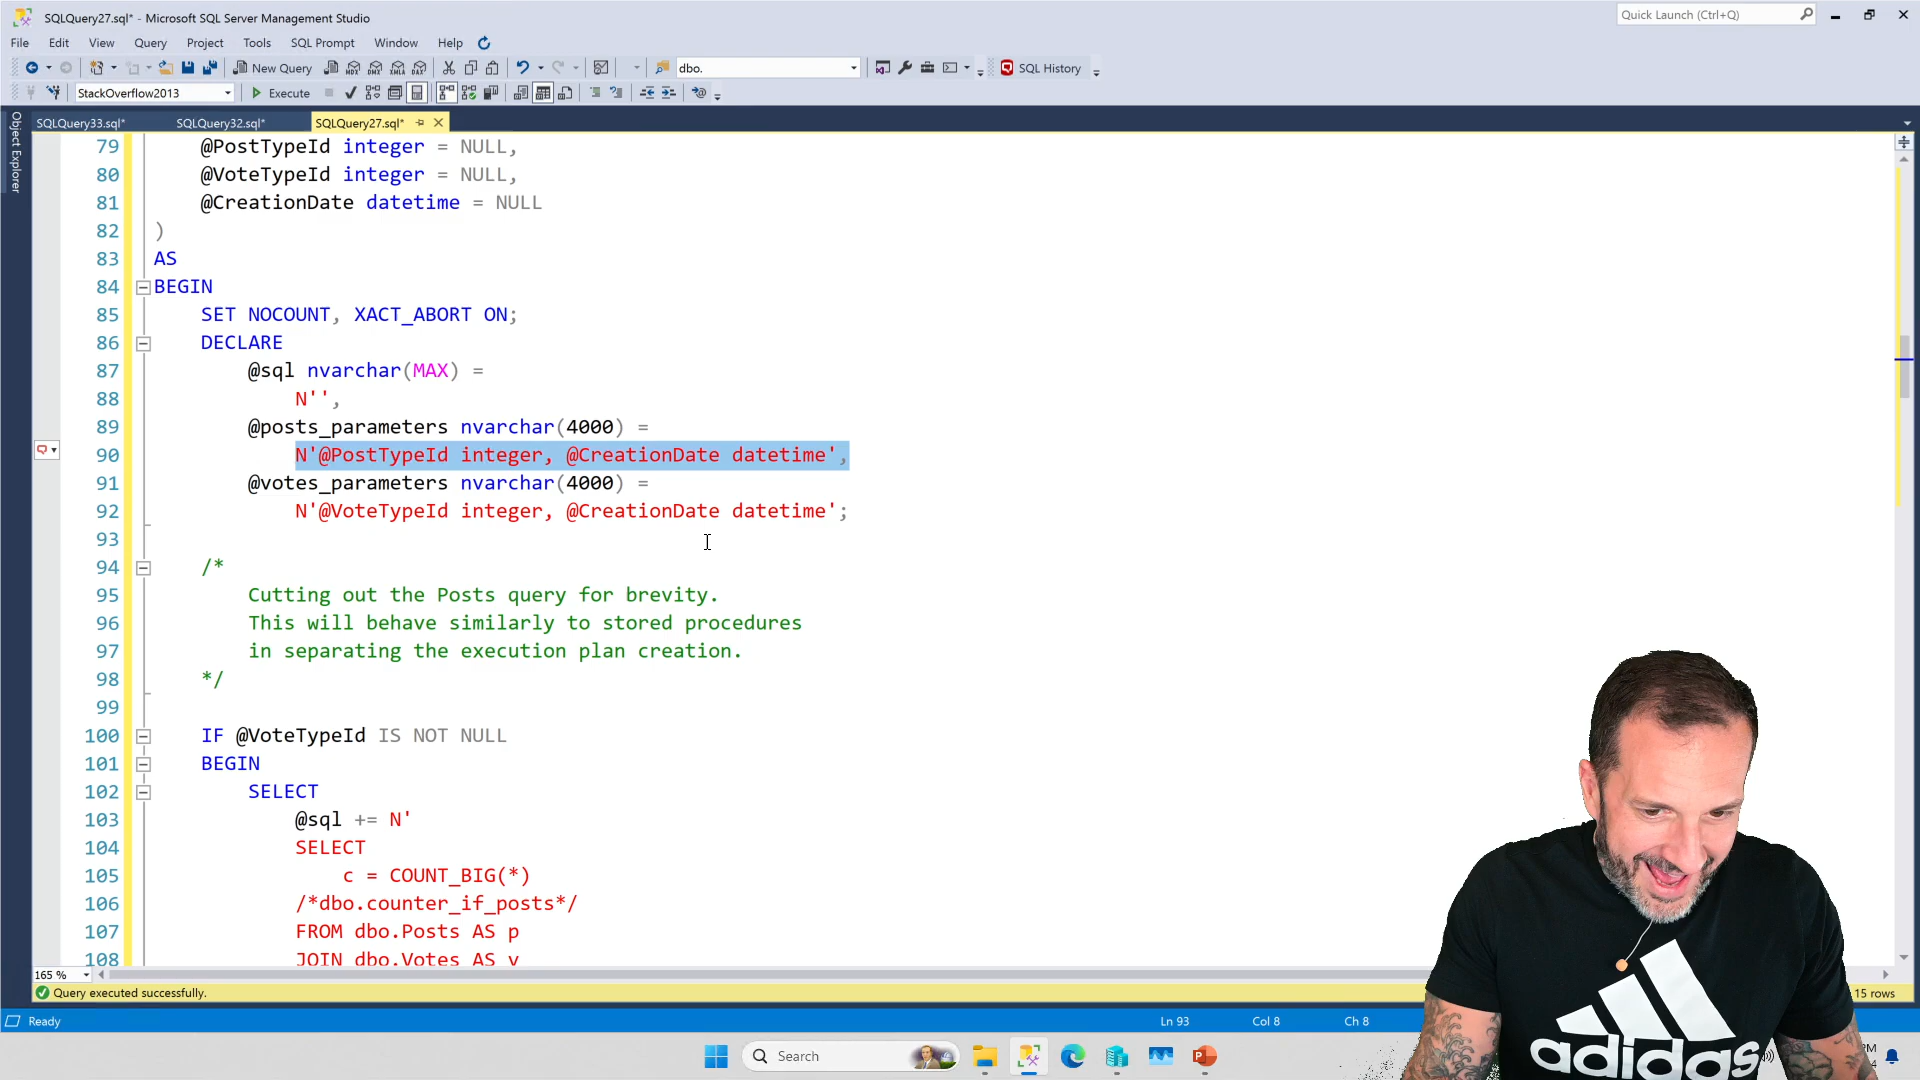 SQLQuery27.sql* - Microsoft SQL Server Management Studio
Quick Launch (Ctrl+Q)
File Edit View Query Project Tools SQL Prompt Window Help
New Query
MDX DMX XMLA DAX
dbo.
SQL History
StackOverflow2013
Execute
SQLQuery33.sql*
SQLQuery32.sql*
SQLQuery27.sql*
Object Explorer
79 @PostTypeId integer = NULL,
80 @VoteTypeId integer = NULL,
81 @CreationDate datetime = NULL
82 )
83 AS
84 BEGIN
85 SET NOCOUNT, XACT_ABORT ON;
86 DECLARE
87 @sql nvarchar(MAX) =
88 N'',
89 @posts_parameters nvarchar(4000) =
90 N'@PostTypeId integer, @CreationDate datetime',
91 @votes_parameters nvarchar(4000) =
92 N'@VoteTypeId integer, @CreationDate datetime';
93
94 /*
95 Cutting out the Posts query for brevity.
96 This will behave similarly to stored procedures
97 in separating the execution plan creation.
98 */
99
100 IF @VoteTypeId IS NOT NULL
101 BEGIN
102 SELECT
103 @sql += N'
104 SELECT
105 c = COUNT_BIG(*)
106 /*dbo.counter_if_posts*/
107 FROM dbo.Posts AS p
108 JOIN dbo.Votes AS v
165 %
Query executed successfully.
15 rows
Ready
Ln 93
Col 8
Ch 8
Search
adidas